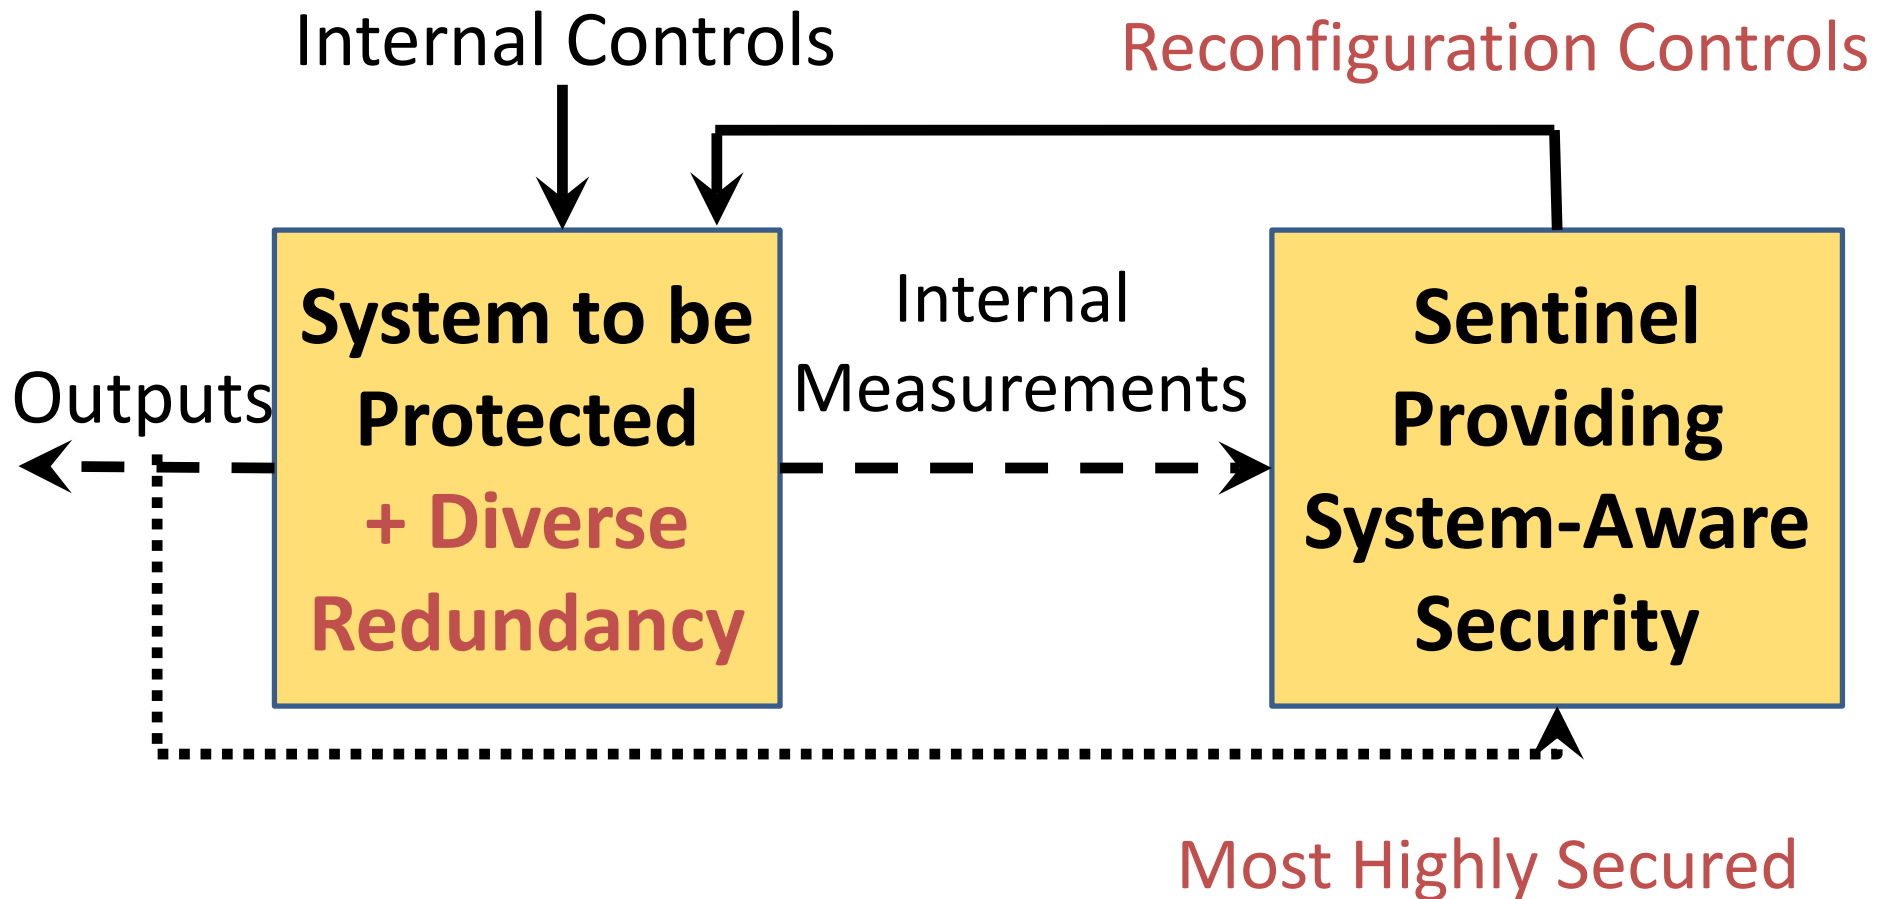 Internal Controls
Reconfiguration Controls
System to be
Protected
+ Diverse
Redundancy
Internal
Measurements
Sentinel
Providing
System-Aware
Security
Outputs
Most Highly Secured